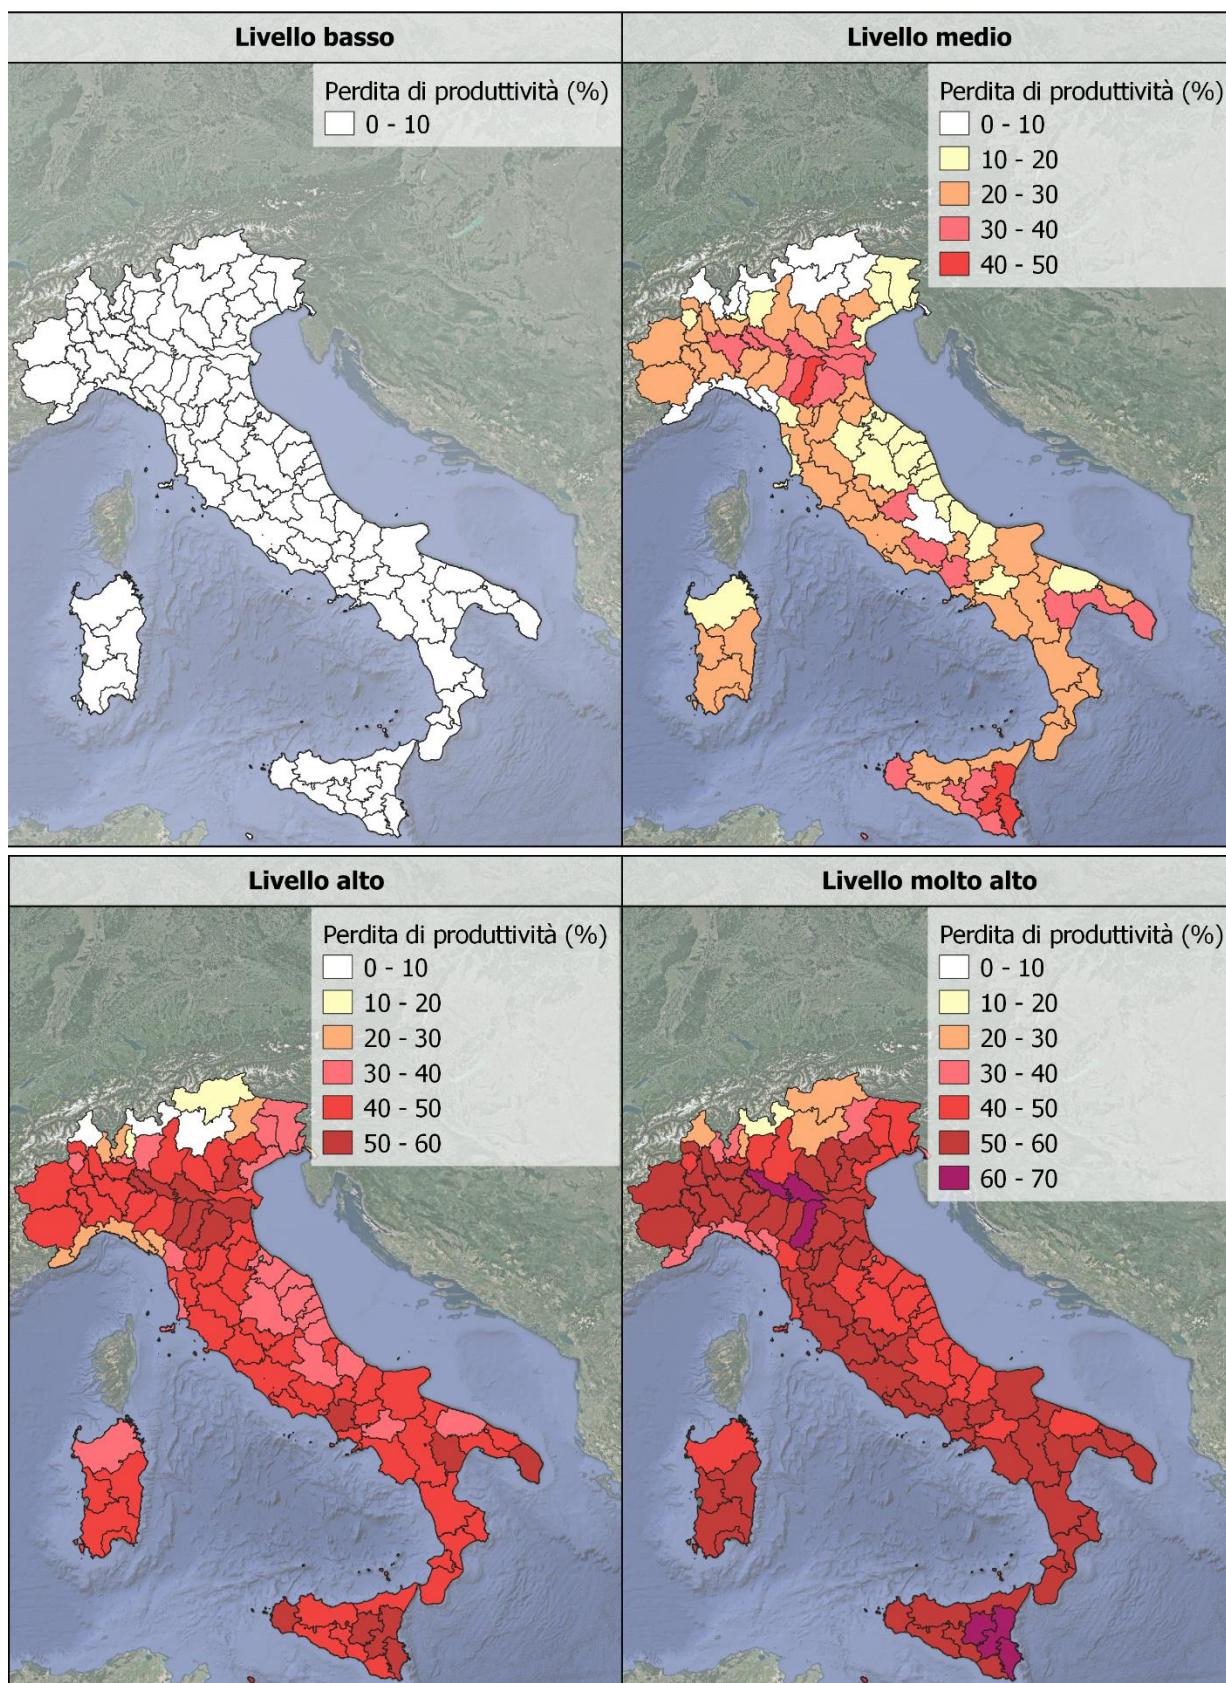 Livello basso
Perdita di produttività (%)
0 - 10
Livello medio
Perdita di produttività (%)
0 - 10
10 - 20
20 - 30
30 - 40
40 - 50
Livello alto
Perdita di produttività (%)
0 - 10
10 - 20
20 - 30
30 - 40
40 - 50
50 - 60
Livello molto alto
Perdita di produttività (%)
0 - 10
10 - 20
20 - 30
30 - 40
40 - 50
50 - 60
60 - 70